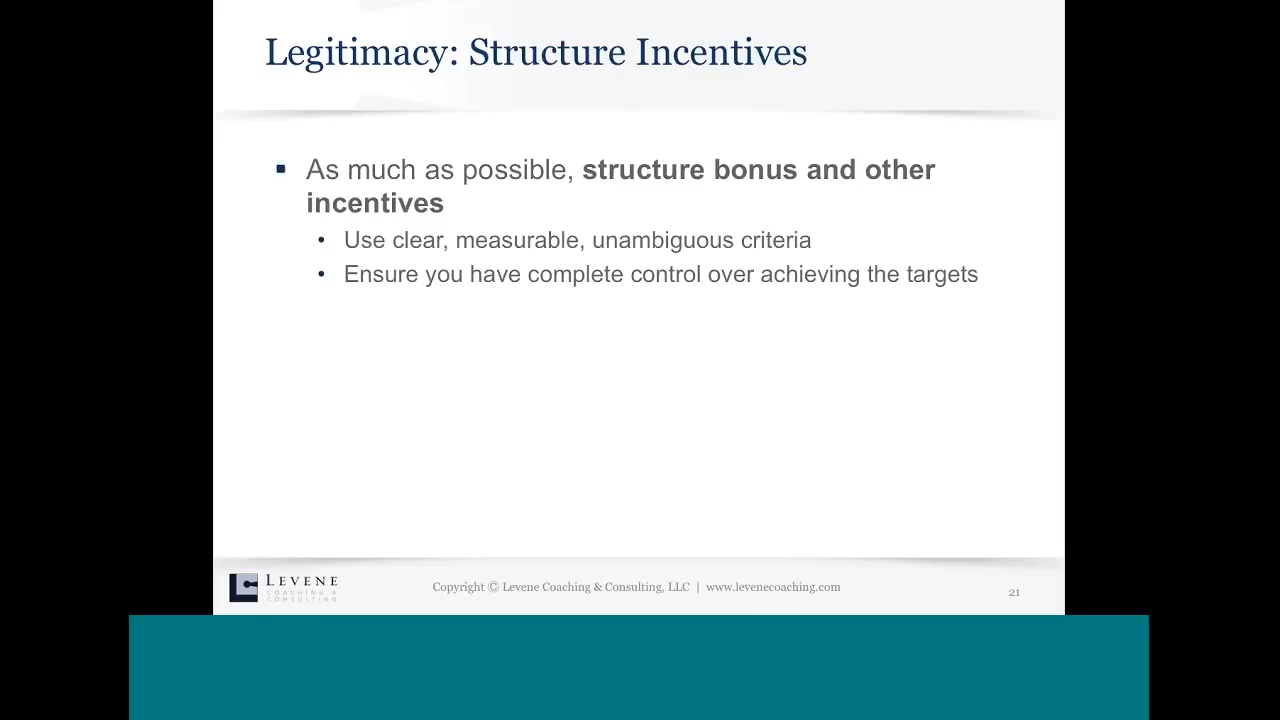 Legitimacy: Structure Incentives
As much as possible, structure bonus and other
incentives
Use clear, measurable, unambiguous criteria
Ensure you have complete control over achieving the targets
LEVENE
COACHING &
CONSULTING
Copyright © Levene Coaching & Consulting, LLC | www.levenecoaching.com
21